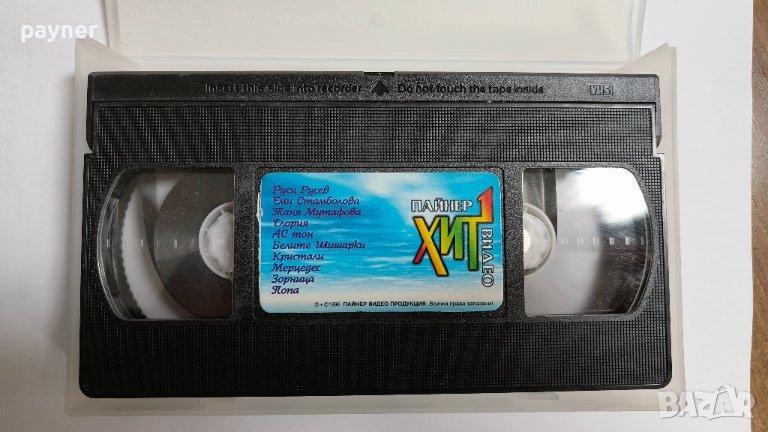 payner
Insert this side into recorder ▲ Do not touch the tape inside VHS
Руси Русев
Еми Стамболова
Таня Мутафова
Глория
АС тон
Белите Шишарки
Кристали
Мерцедес
Зорница
Попа
ПАЙНЕР
ХИТ 1
ВИДЕО
℗+©1998 ПАЙНЕР ВИДЕО ПРОДУКЦИЯ Всички права запазени!
BAZAR